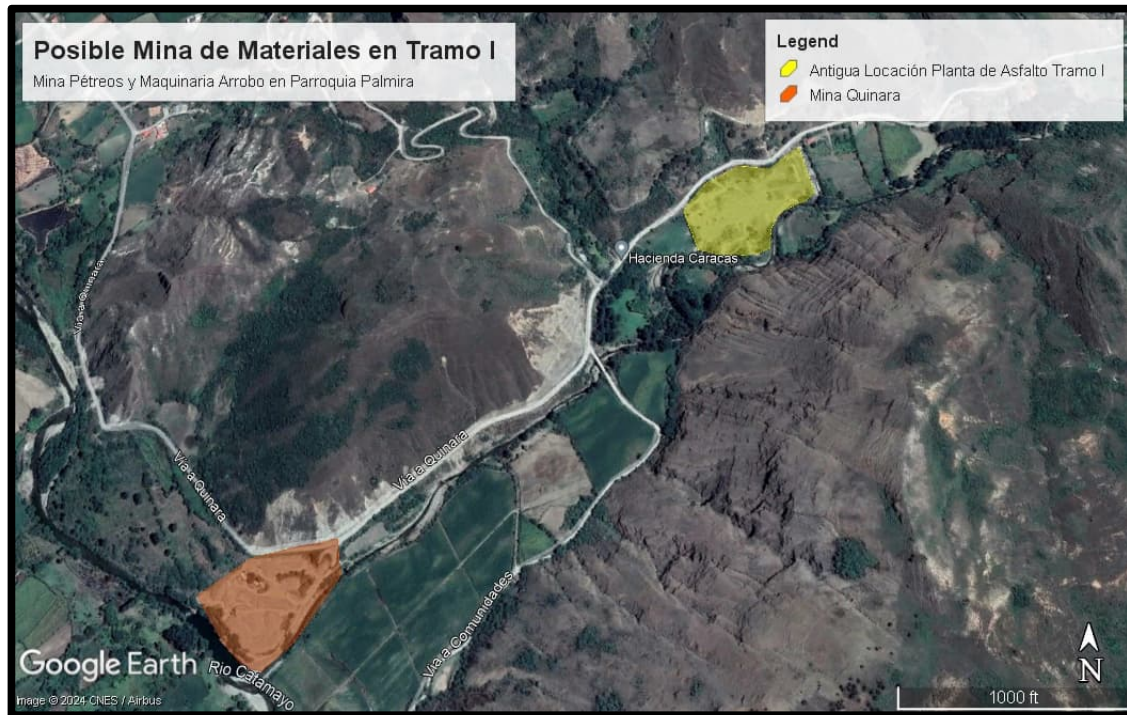 Posible Mina de Materiales en Tramo I
Mina Pétreos y Maquinaria Arrobo en Parroquia Palmira
Legend
Antigua Locación Planta de Asfalto Tramo I
Mina Quinara
Hacienda Caracas
Vía a Quinara
Vía a Quinara
Vía a Quinara
Vía a Comunidades
Rio Catamayo
Google Earth
Image © 2024 CNES / Airbus
N
1000 ft